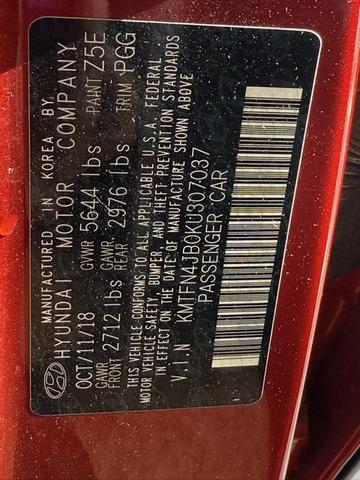 MANUFACTURED IN KOREA BY:
HYUNDAI MOTOR COMPANY
OCT/11/18 GVWR 5644 lbs PAINT Z5E
GAWR FRONT 2712 lbs GAWR REAR 2976 lbs TRIM PGG
THIS VEHICLE CONFORMS TO ALL APPLICABLE U.S.A. FEDERAL
MOTOR VEHICLE SAFETY, BUMPER, AND THEFT PREVENTION STANDARDS
IN EFFECT ON THE DATE OF MANUFACTURE SHOWN ABOVE
V.I.N KMTFN4JB0KU307037
PASSENGER CAR